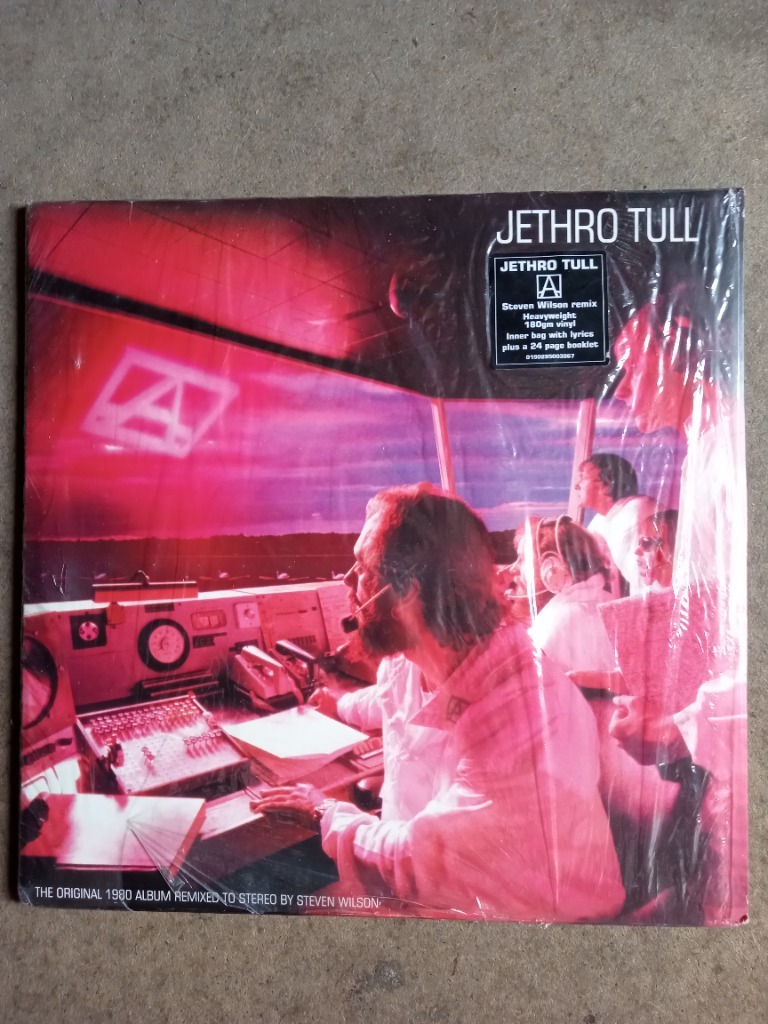 JETHRO TULL
JETHRO TULL
A
Steven Wilson remix
Heavyweight
180gm vinyl
Inner bag with lyrics
plus a 24 page booklet
0190295003067
A
A
THE ORIGINAL 1980 ALBUM REMIXED TO STEREO BY STEVEN WILSON